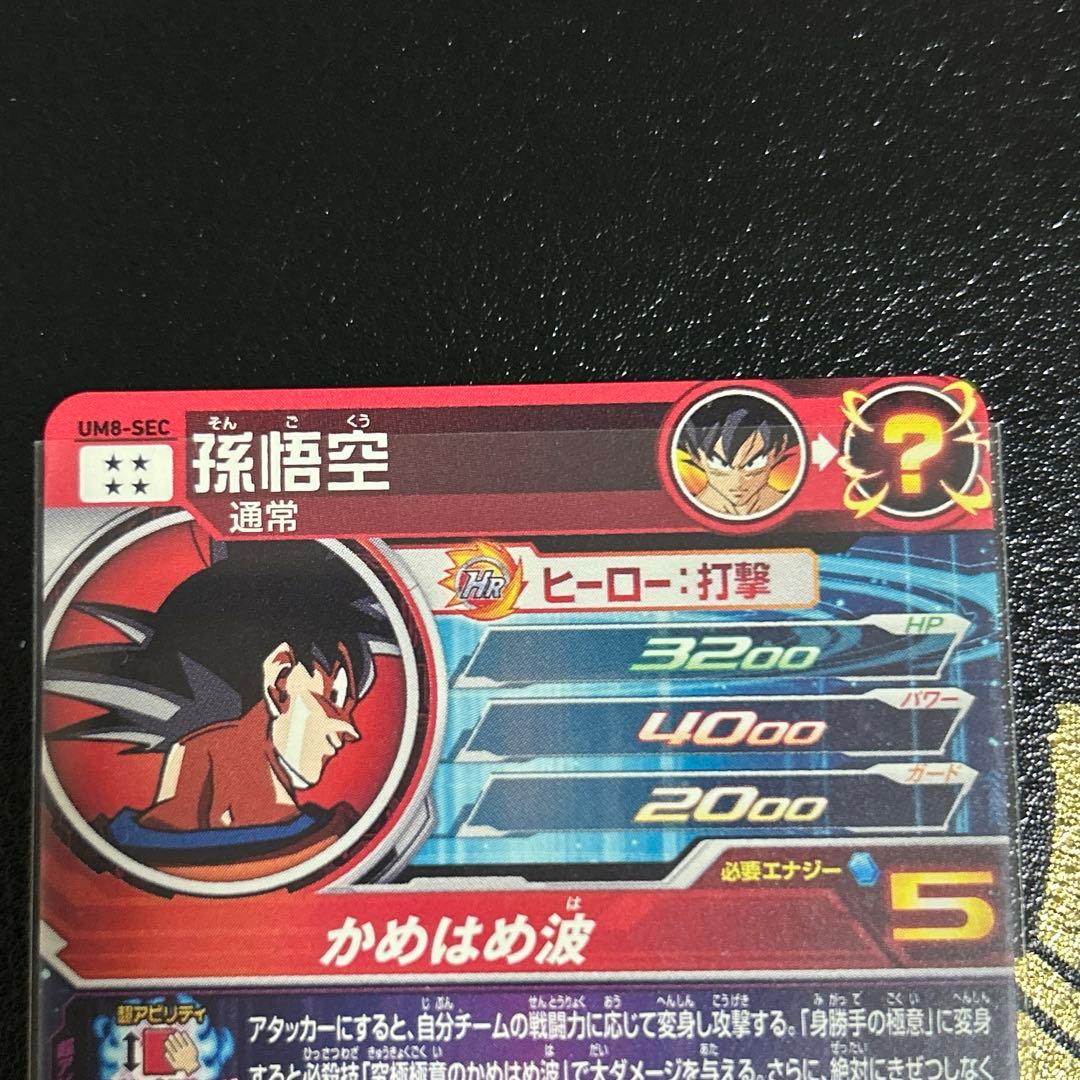 UM8-SEC
そん ご くう
孫悟空
通常
?
HR ヒーロー:打撃
HP
3200
パワー
4000
ガード
2000
必要エナジー 5
は
かめはめ波
超アビリティ
じぶん せんとうりょく おう へんしん こうげき みがって ごくい へんしん
アタッカーにすると、自分チームの戦闘力に応じて変身し攻撃する。「身勝手の極意」に変身
ひっさつわざ きゅうきょくごくい は だい あた ぜったい
すると必殺技「究極極意のかめはめ波」で大ダメージを与える。さらに、絶対にきぜつしなく